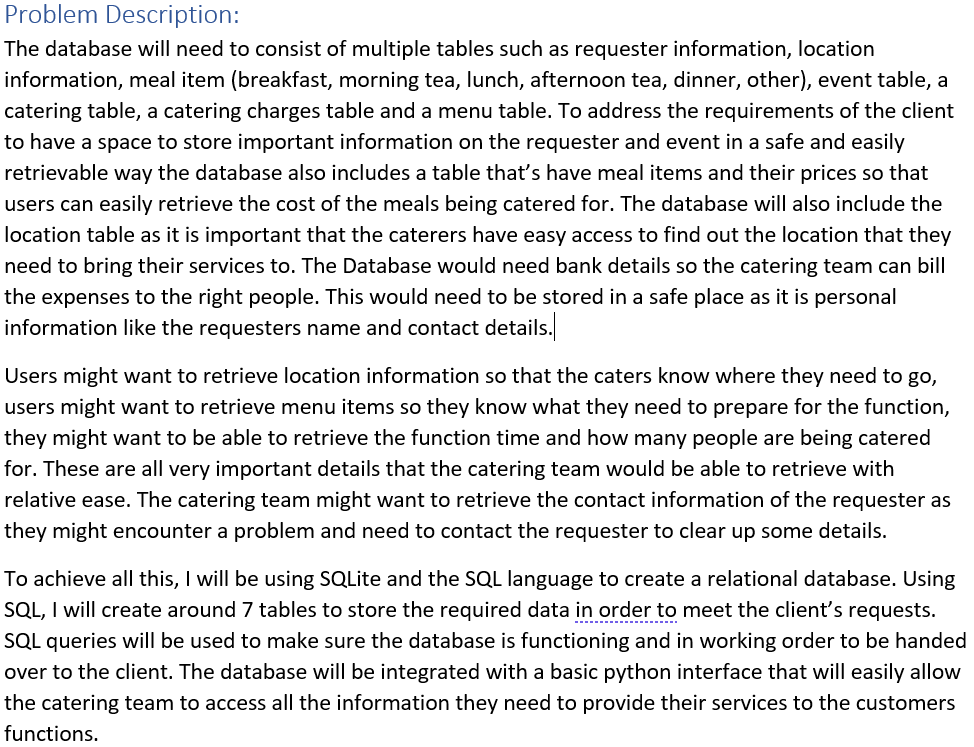 Problem Description:
The database will need to consist of multiple tables such as requester information, location
information, meal item (breakfast, morning tea, lunch, afternoon tea, dinner, other), event table, a
catering table, a catering charges table and a menu table. To address the requirements of the client
to have a space to store important information on the requester and event in a safe and easily
retrievable way the database also includes a table that’s have meal items and their prices so that
users can easily retrieve the cost of the meals being catered for. The database will also include the
location table as it is important that the caterers have easy access to find out the location that they
need to bring their services to. The Database would need bank details so the catering team can bill
the expenses to the right people. This would need to be stored in a safe place as it is personal
information like the requesters name and contact details.
Users might want to retrieve location information so that the caters know where they need to go,
users might want to retrieve menu items so they know what they need to prepare for the function,
they might want to be able to retrieve the function time and how many people are being catered
for. These are all very important details that the catering team would be able to retrieve with
relative ease. The catering team might want to retrieve the contact information of the requester as
they might encounter a problem and need to contact the requester to clear up some details.
To achieve all this, I will be using SQLite and the SQL language to create a relational database. Using
SQL, I will create around 7 tables to store the required data in order to meet the client’s requests.
SQL queries will be used to make sure the database is functioning and in working order to be handed
over to the client. The database will be integrated with a basic python interface that will easily allow
the catering team to access all the information they need to provide their services to the customers
functions.